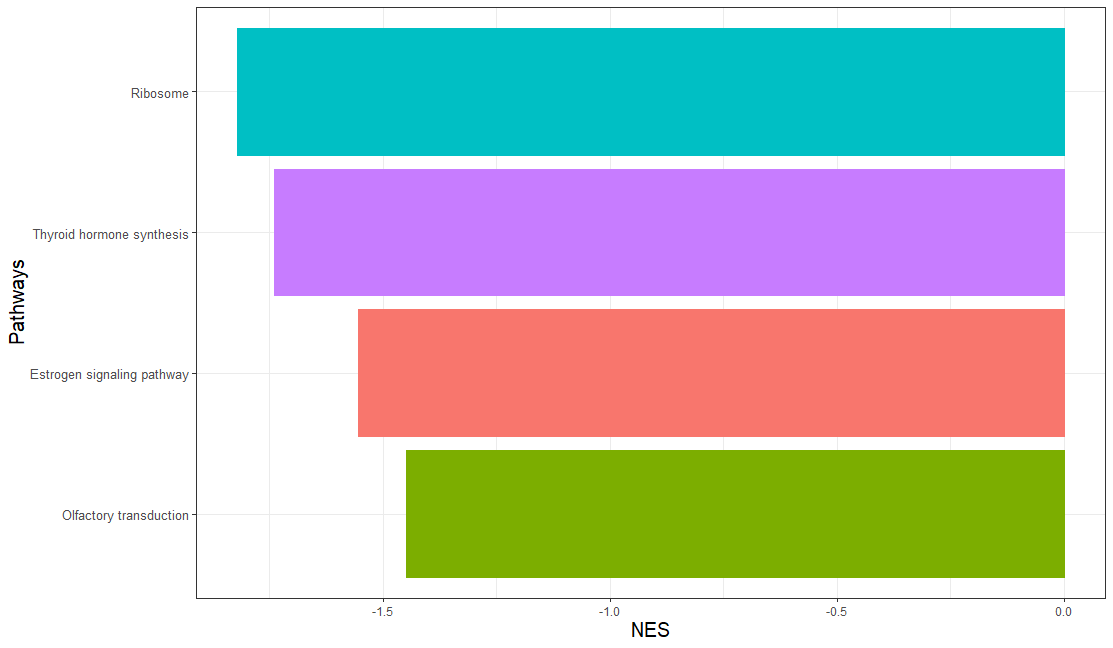 Ribosome
Thyroid hormone synthesis
Estrogen signaling pathway
Olfactory transduction
Pathways
-1.5
-1.0
-0.5
0.0
NES